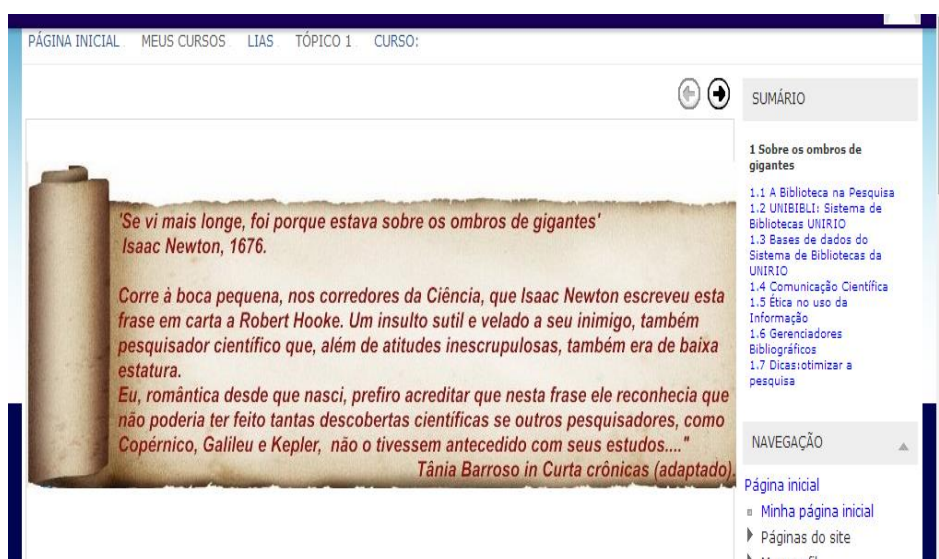 PÁGINA INICIAL MEUS CURSOS LIAS TÓPICO 1 CURSO:
'Se vi mais longe, foi porque estava sobre os ombros de gigantes'
Isaac Newton, 1676.
Corre à boca pequena, nos corredores da Ciência, que Isaac Newton escreveu esta
frase em carta a Robert Hooke. Um insulto sutil e velado a seu inimigo, também
pesquisador científico que, além de atitudes inescrupulosas, também era de baixa
estatura.
Eu, romântica desde que nasci, prefiro acreditar que nesta frase ele reconhecia que
não poderia ter feito tantas descobertas científicas se outros pesquisadores, como
Copérnico, Galileu e Kepler, não o tivessem antecedido com seus estudos...."
Tânia Barroso in Curta crônicas (adaptado).
SUMÁRIO
1 Sobre os ombros de
gigantes
1.1 A Biblioteca na Pesquisa
1.2 UNIBIBLI: Sistema de
Bibliotecas UNIRIO
1.3 Bases de dados do
Sistema de Bibliotecas da
UNIRIO
1.4 Comunicação Científica
1.5 Ética no uso da
Informação
1.6 Gerenciadores
Bibliográficos
1.7 Dicas:otimizar a
pesquisa
NAVEGAÇÃO
Página inicial
Minha página inicial
Páginas do site